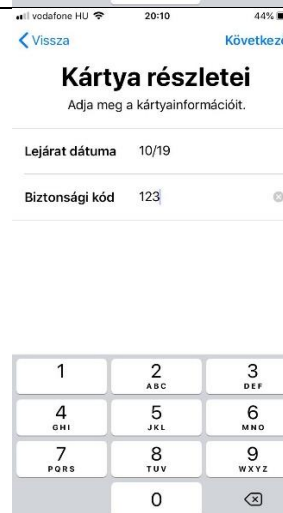 vodafone HU 20:10 44%
Vissza Következő
Kártya részletei
Adja meg a kártyainformációit.
Lejárat dátuma 10/19
Biztonsági kód 123
1 2 3
ABC DEF
4 5 6
GHI JKL MNO
7 8 9
PQRS TUV WXYZ
0